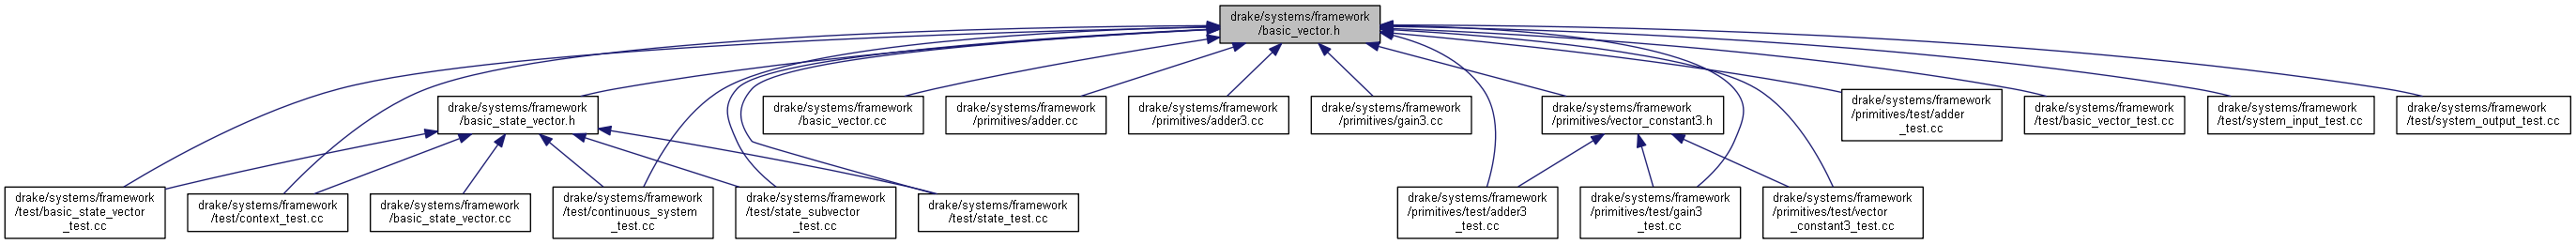 drake/systems/framework
/basic_vector.h
drake/systems/framework
/basic_state_vector.h
drake/systems/framework
/basic_vector.cc
drake/systems/framework
/primitives/adder.cc
drake/systems/framework
/primitives/adder3.cc
drake/systems/framework
/primitives/gain3.cc
drake/systems/framework
/primitives/vector_constant3.h
drake/systems/framework
/primitives/test/adder
_test.cc
drake/systems/framework
/test/basic_vector_test.cc
drake/systems/framework
/test/system_input_test.cc
drake/systems/framework
/test/system_output_test.cc
drake/systems/framework
/test/basic_state_vector
_test.cc
drake/systems/framework
/test/context_test.cc
drake/systems/framework
/basic_state_vector.cc
drake/systems/framework
/test/continuous_system
_test.cc
drake/systems/framework
/test/state_subvector
_test.cc
drake/systems/framework
/test/state_test.cc
drake/systems/framework
/primitives/test/adder3
_test.cc
drake/systems/framework
/primitives/test/gain3
_test.cc
drake/systems/framework
/primitives/test/vector
_constant3_test.cc